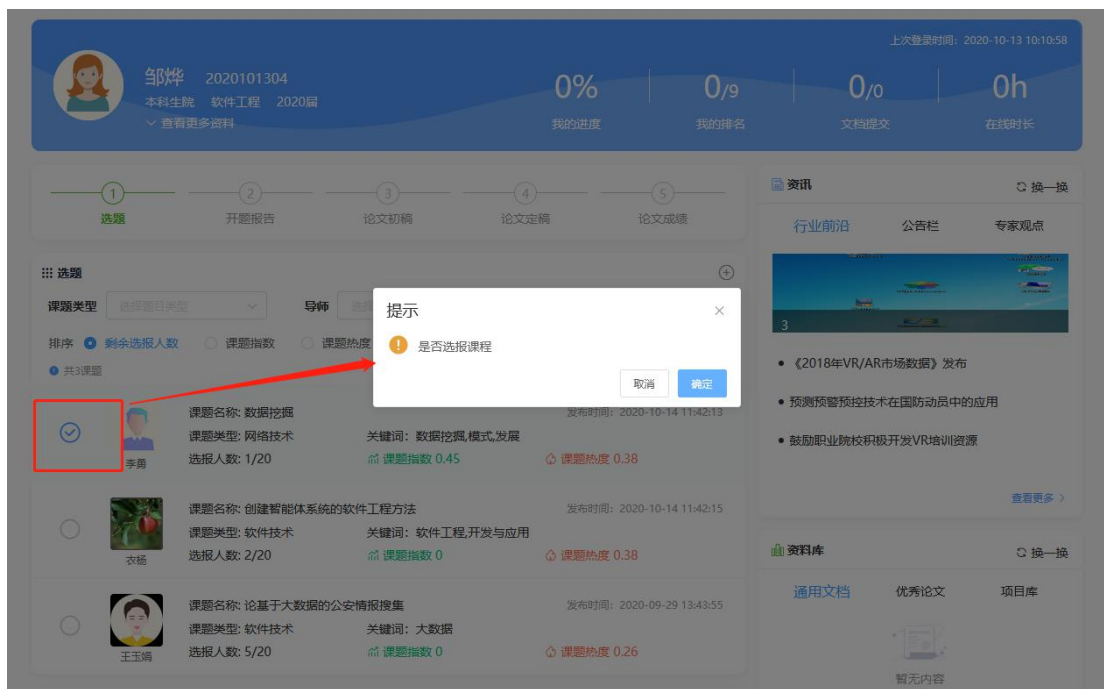 上次登录时间：2020-10-13 10:10:58
邹烨 2020101304
本科生院 软件工程 2020届
查看更多资料
0% 0/9 0/0 0h
我的进度 我的排名 文档提交 在线时长
1 2 3 4 5
选题 开题报告 论文初稿 论文定稿 论文成绩
选题
课题类型 选择题目类型 导师
排序 剩余选报人数 课题指数 课题热度
共3课题
提示
是否选报课程
取消 确定
李勇
课题名称: 数据挖掘 发布时间：2020-10-14 11:42:13
课题类型: 网络技术 关键词：数据挖掘,模式,发展
选报人数: 1/20 课题指数 0.45 课题热度 0.38
衣杨
课题名称: 创建智能体系统的软件工程方法 发布时间：2020-10-14 11:42:15
课题类型: 软件技术 关键词：软件工程,开发与应用
选报人数: 2/20 课题指数 0 课题热度 0.38
王玉娟
课题名称: 论基于大数据的公安情报搜集 发布时间：2020-09-29 13:43:55
课题类型: 软件技术 关键词：大数据
选报人数: 5/20 课题指数 0 课题热度 0.26
资讯 换一换
行业前沿 公告栏 专家观点
3
《2018年VR/AR市场数据》发布
预测预警预控技术在国防动员中的应用
鼓励职业院校积极开发VR培训资源
查看更多
资料库 换一换
通用文档 优秀论文 项目库
暂无内容